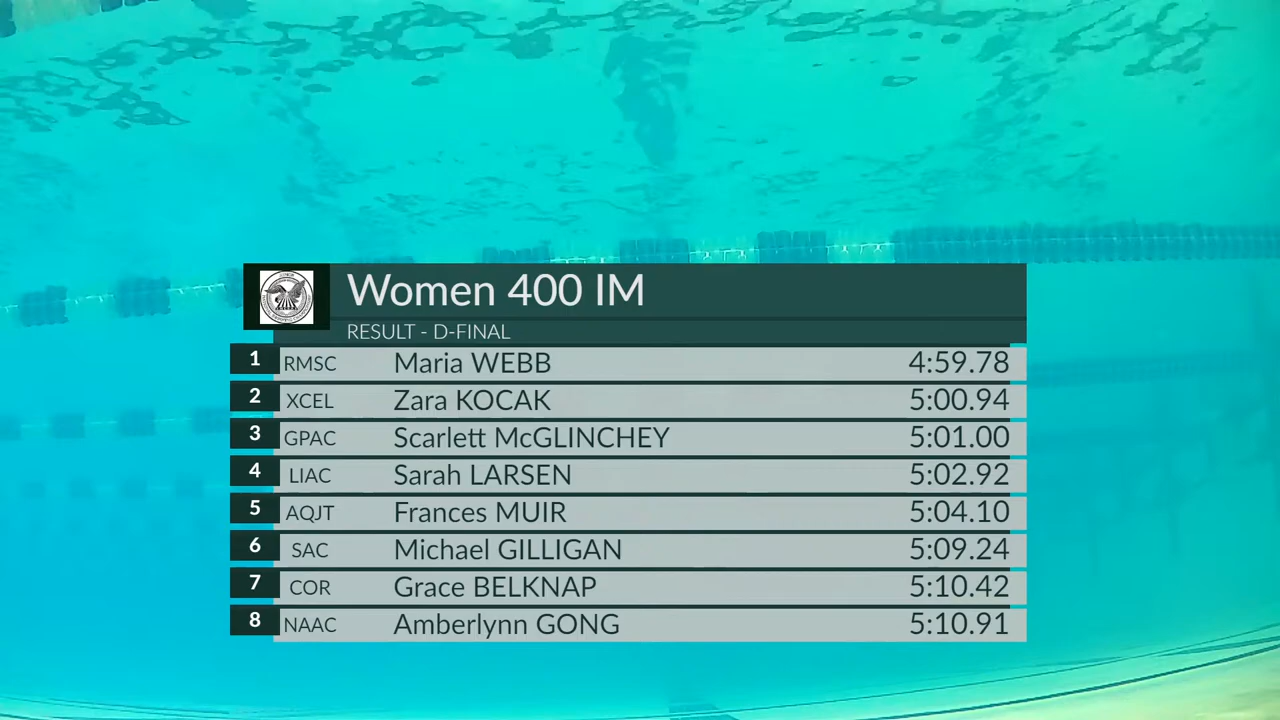 Women 400 IM
RESULT - D-FINAL
1 RMSC Maria WEBB 4:59.78
2 XCEL Zara KOCAK 5:00.94
3 GPAC Scarlett McGLINCHEY 5:01.00
4 LIAC Sarah LARSEN 5:02.92
5 AQJT Frances MUIR 5:04.10
6 SAC Michael GILLIGAN 5:09.24
7 COR Grace BELKNAP 5:10.42
8 NAAC Amberlynn GONG 5:10.91